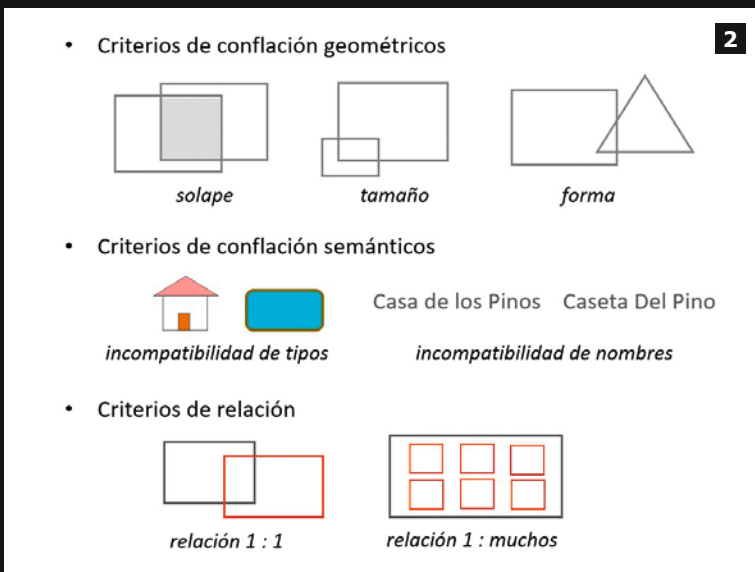 • Criterios de conflación geométricos
2
solape
tamaño
forma
• Criterios de conflación semánticos
Casa de los Pinos
Caseta Del Pino
incompatibilidad de tipos
incompatibilidad de nombres
• Criterios de relación
relación 1 : 1
relación 1 : muchos